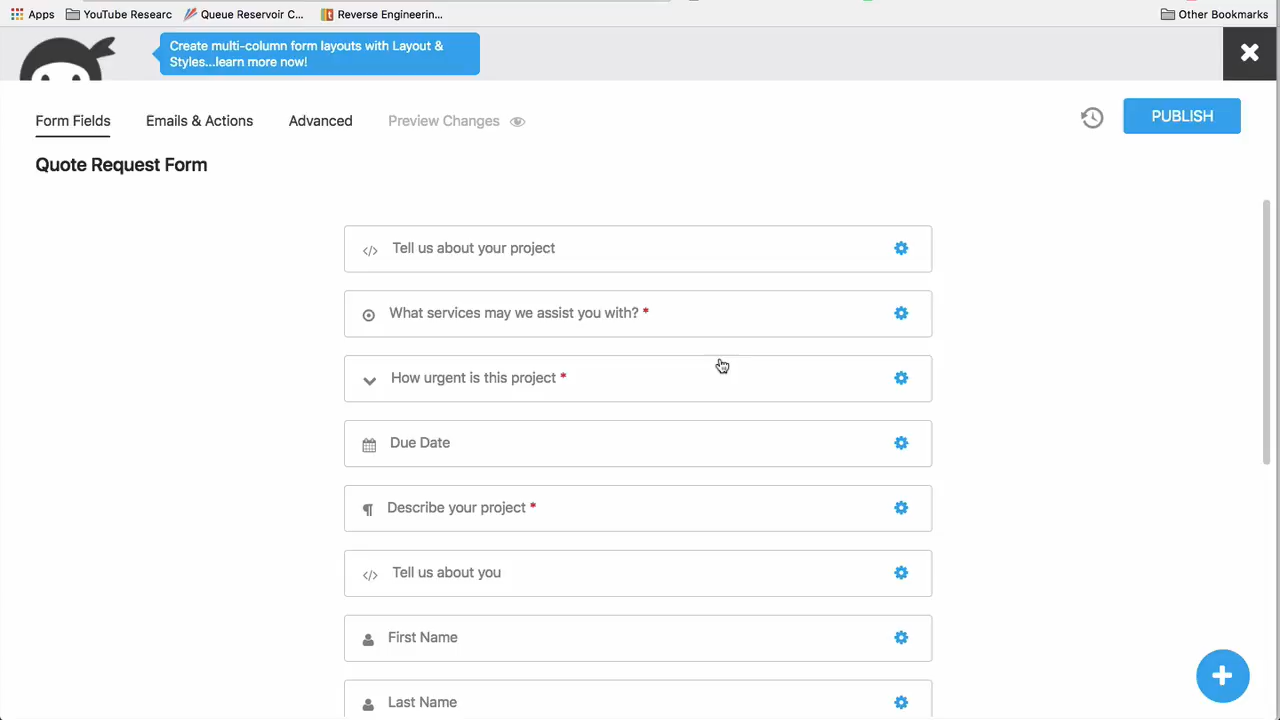 Apps YouTube Researc Queue Reservoir C... Reverse Engineerin... Other Bookmarks
Create multi-column form layouts with Layout &
Styles...learn more now!
Form Fields Emails & Actions Advanced Preview Changes PUBLISH
Quote Request Form
Tell us about your project
What services may we assist you with? *
How urgent is this project *
Due Date
Describe your project *
Tell us about you
First Name
Last Name